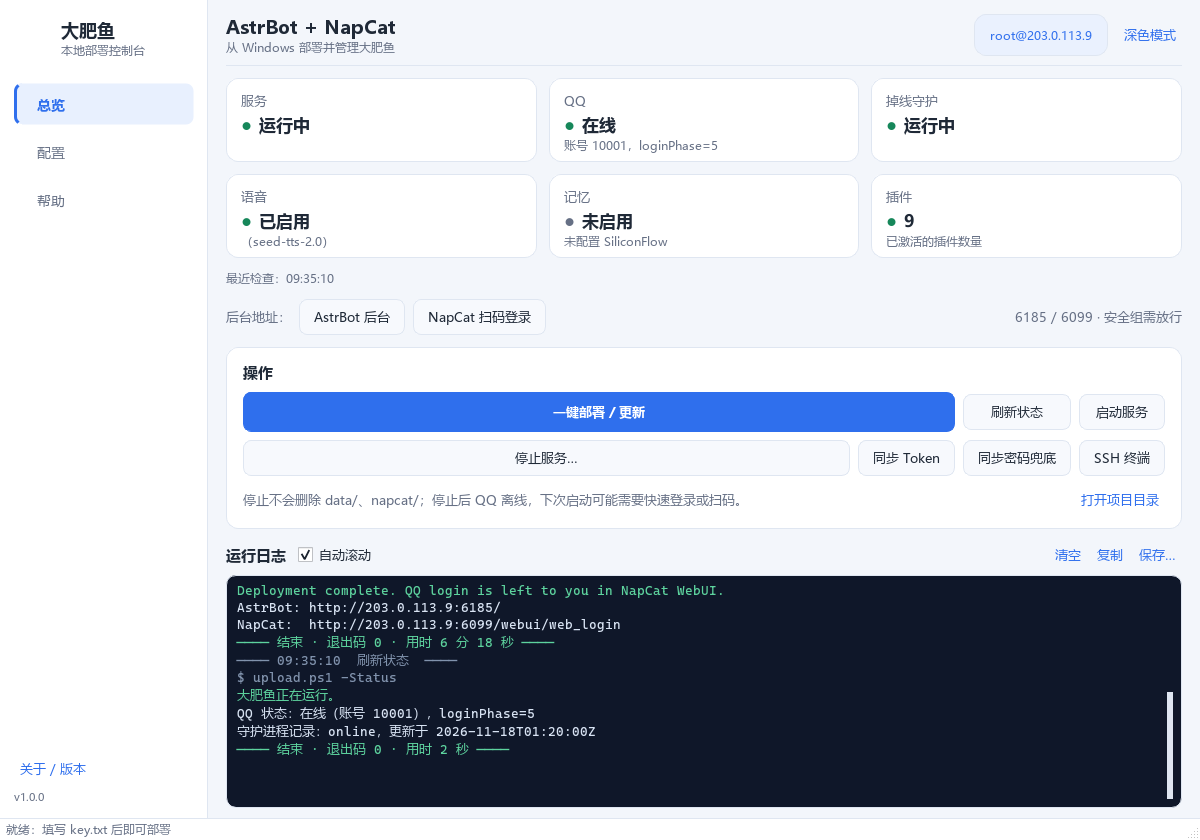 大肥鱼
本地部署控制台
总览
配置
帮助
关于 / 版本
v1.0.0
AstrBot + NapCat
从 Windows 部署并管理大肥鱼
root@203.0.113.9
深色模式
服务
运行中
QQ
在线
账号 10001，loginPhase=5
掉线守护
运行中
语音
已启用
（seed-tts-2.0）
记忆
未启用
未配置 SiliconFlow
插件
9
已激活的插件数量
最近检查：09:35:10
后台地址：
AstrBot 后台
NapCat 扫码登录
6185 / 6099 · 安全组需放行
操作
一键部署 / 更新
刷新状态
启动服务
停止服务…
同步 Token
同步密码兜底
SSH 终端
停止不会删除 data/、napcat/；停止后 QQ 离线，下次启动可能需要快速登录或扫码。
打开项目目录
运行日志
自动滚动
清空
复制
保存…
Deployment complete. QQ login is left to you in NapCat WebUI.
AstrBot: http://203.0.113.9:6185/
NapCat:  http://203.0.113.9:6099/webui/web_login
──── 结束 · 退出码 0 · 用时 6 分 18 秒 ────
──── 09:35:10  刷新状态  ────
$ upload.ps1 -Status
大肥鱼正在运行。
QQ 状态：在线（账号 10001），loginPhase=5
守护进程记录：online，更新于 2026-11-18T01:20:00Z
──── 结束 · 退出码 0 · 用时 2 秒 ────
就绪：填写 key.txt 后即可部署